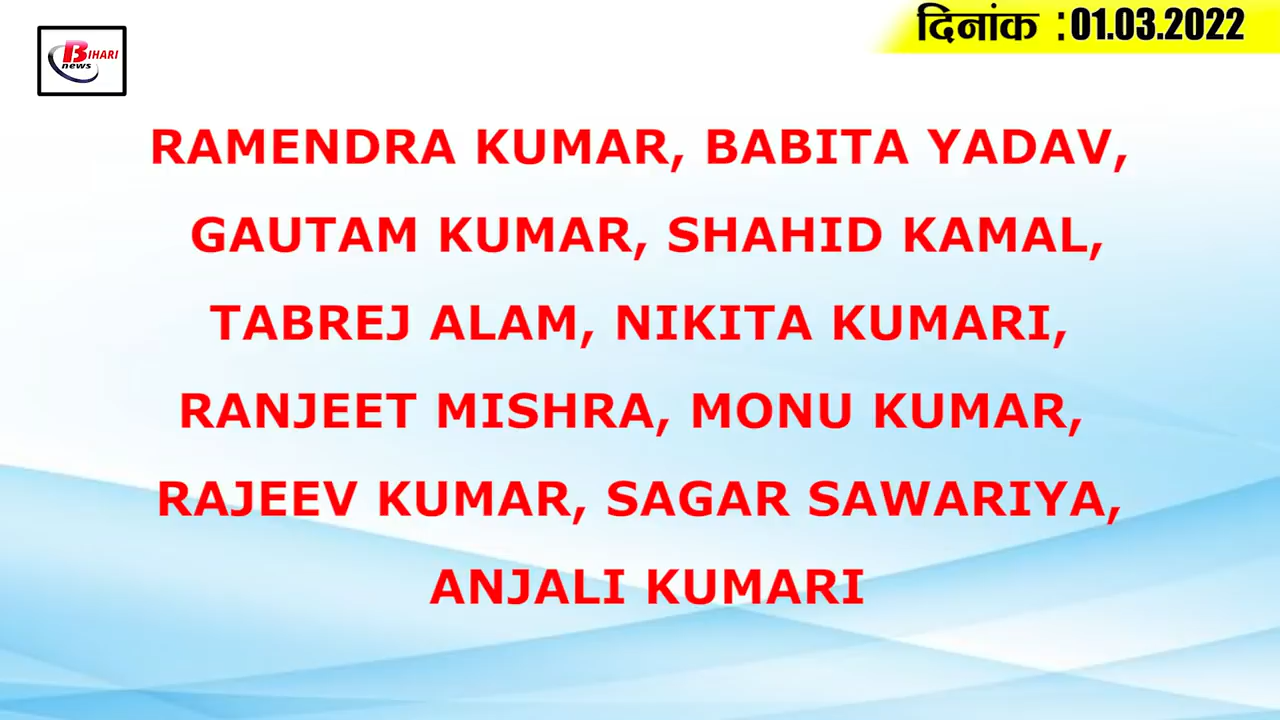 BIHARI
news
दिनांक :01.03.2022
RAMENDRA KUMAR, BABITA YADAV,
GAUTAM KUMAR, SHAHID KAMAL,
TABREJ ALAM, NIKITA KUMARI,
RANJEET MISHRA, MONU KUMAR,
RAJEEV KUMAR, SAGAR SAWARIYA,
ANJALI KUMARI